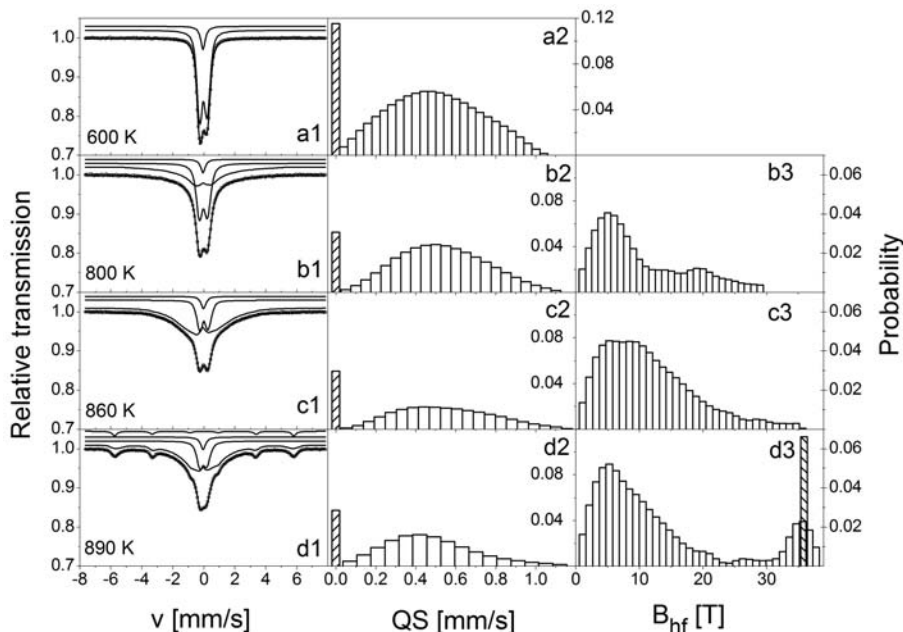 0.12
1.0
a2
0.9
0.08
0.8
0.04
600 K
a1
0.7
1.0
b2
b3
0.06
0.9
0.08
0.04
0.8
0.04
0.02
800 K
b1
0.7
1.0
c2
c3
0.06
0.9
0.08
0.04
0.8
0.04
0.02
860 K
c1
0.7
1.0
d2
d3
0.06
0.9
0.08
0.04
0.8
0.04
0.02
890 K
d1
0.7
-8 -6 -4 -2 0 2 4 6 8
0.0 0.2 0.4 0.6 0.8 1.0
0 10 20 30
v [mm/s]
QS [mm/s]
Bhf [T]
Relative transmission
Probability